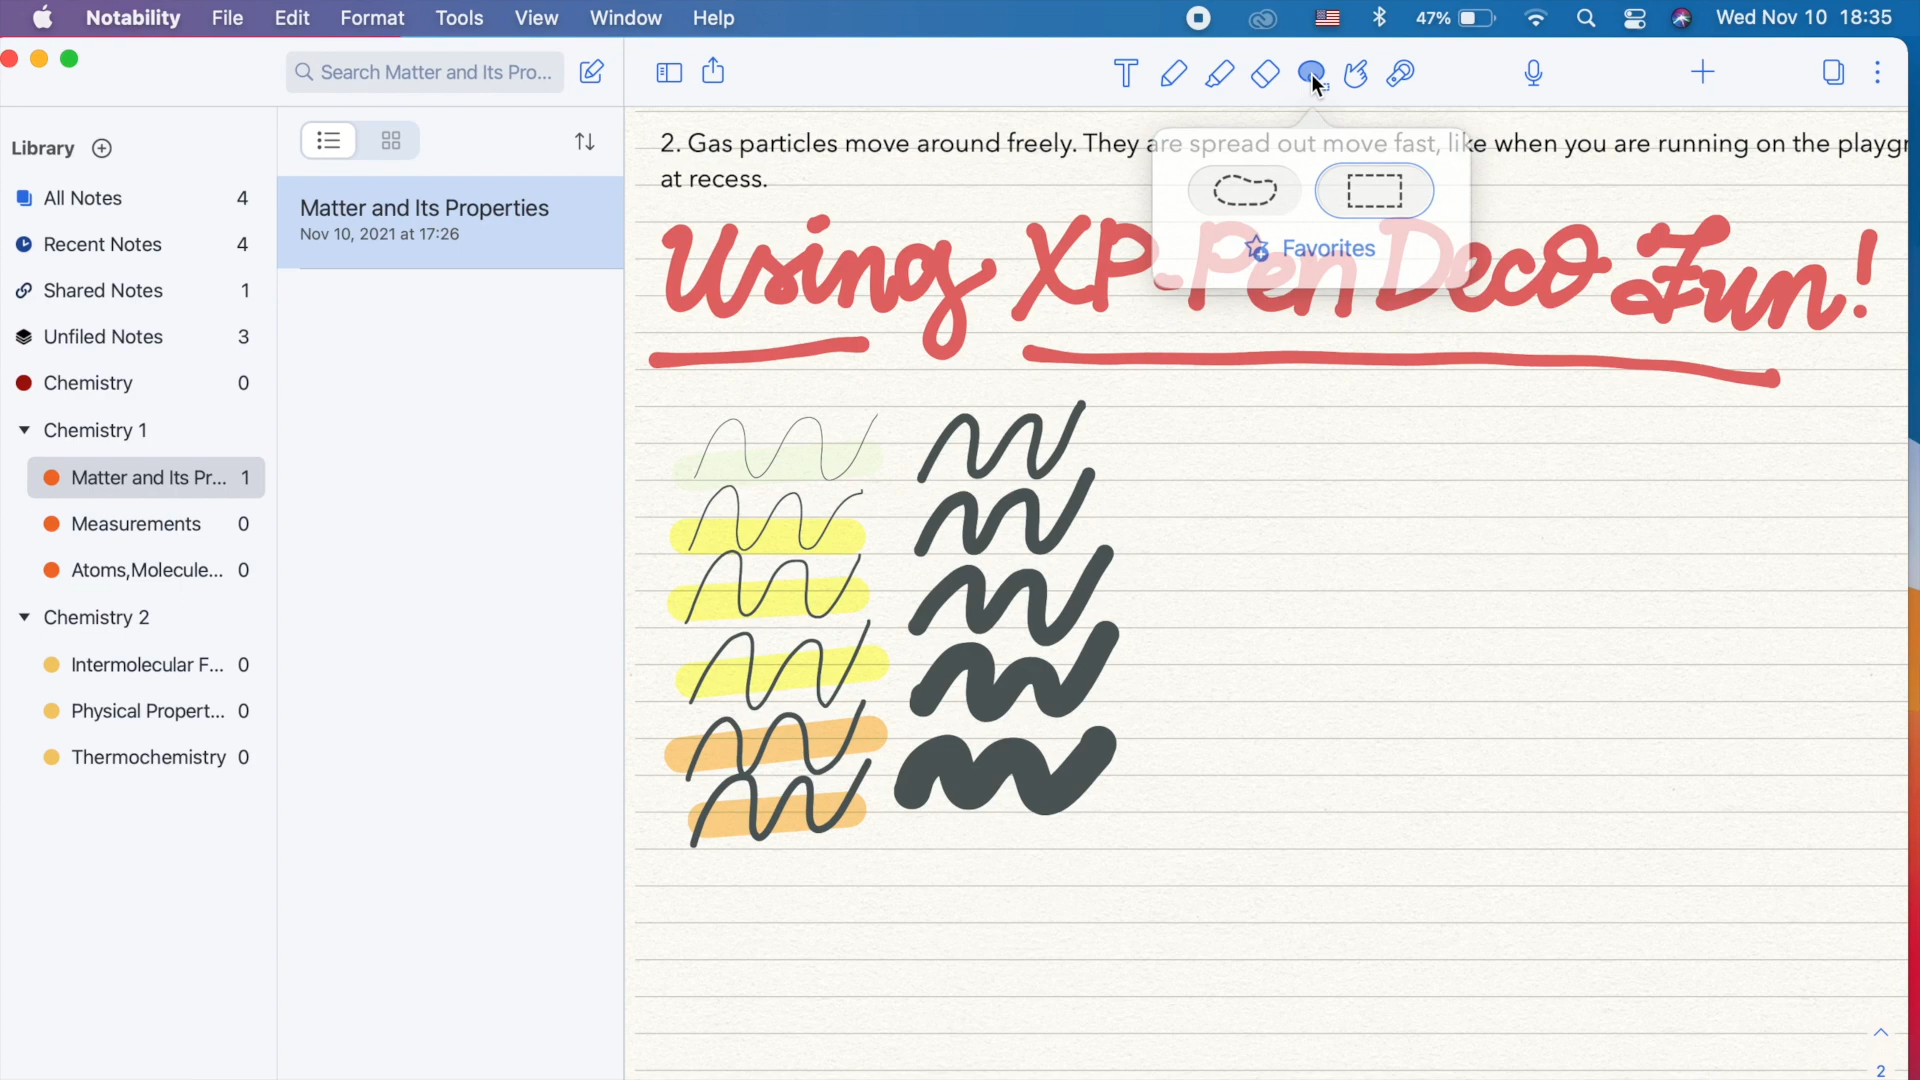 Notability File Edit Format Tools View Window Help 47% Wed Nov 10 18:35
Search Matter and Its Pro...
Library
All Notes 4
Recent Notes 4
Shared Notes 1
Unfiled Notes 3
Chemistry 0
Chemistry 1
Matter and Its Pr... 1
Measurements 0
Atoms,Molecule... 0
Chemistry 2
Intermolecular F... 0
Physical Propert... 0
Thermochemistry 0
Matter and Its Properties
Nov 10, 2021 at 17:26
T
2. Gas particles move around freely. They are spread out move fast, like when you are running on the playgr
at recess.
Favorites
Using XP-Pen Deco Fun!
2